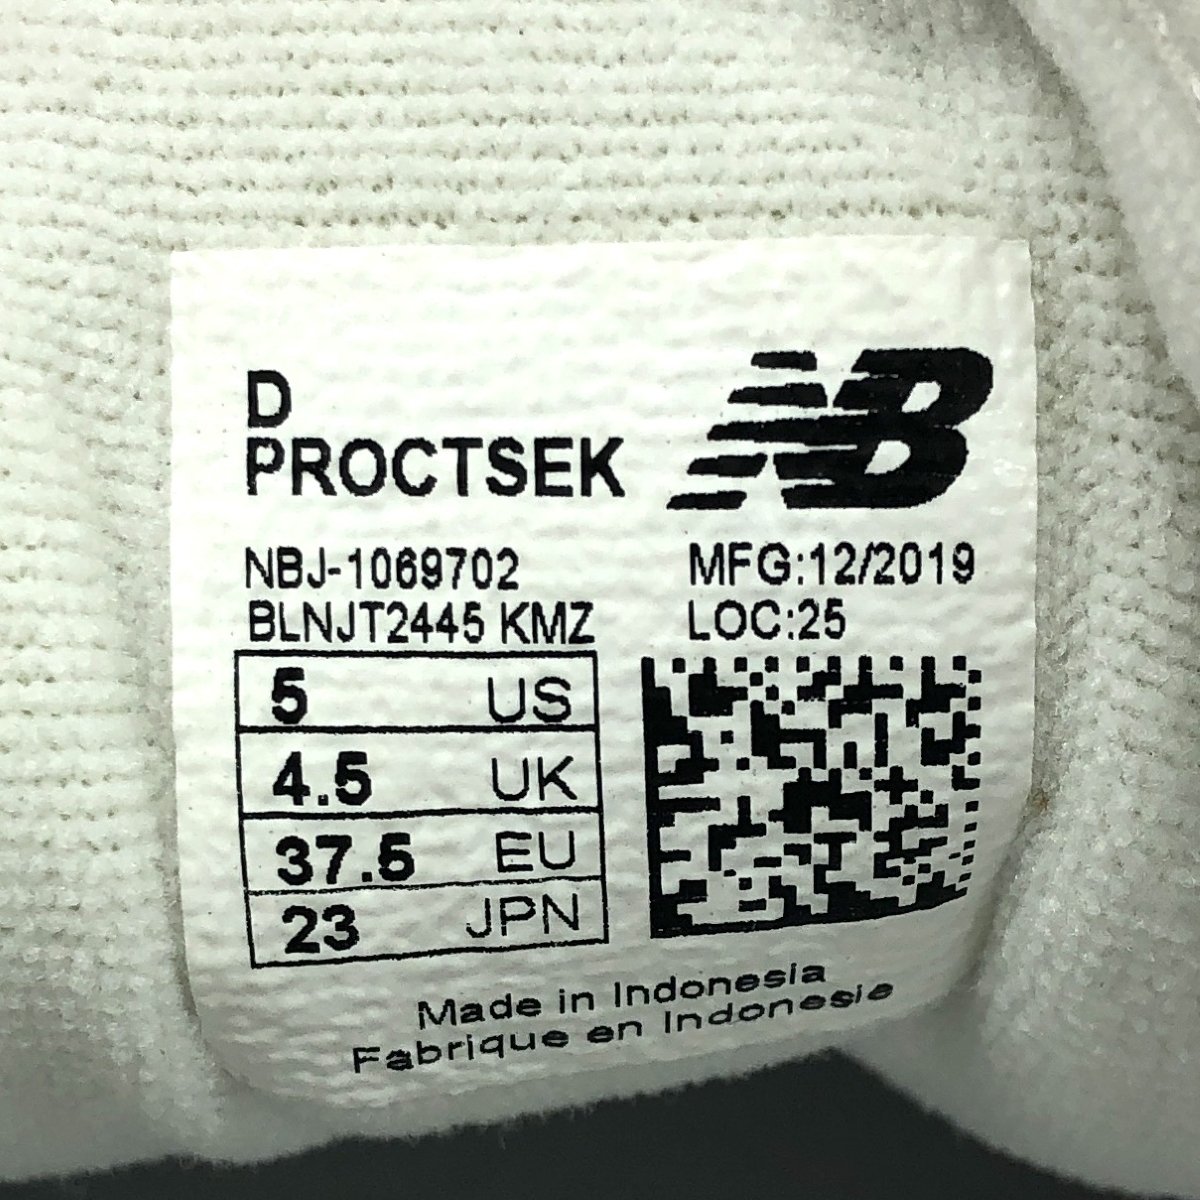 D
PROCTSEK
NB
NBJ-1069702
BLNJT2445 KMZ
MFG:12/2019
LOC:25
5 US
4.5 UK
37.5 EU
23 JPN
Made in Indonesia
Fabrique en Indonesie